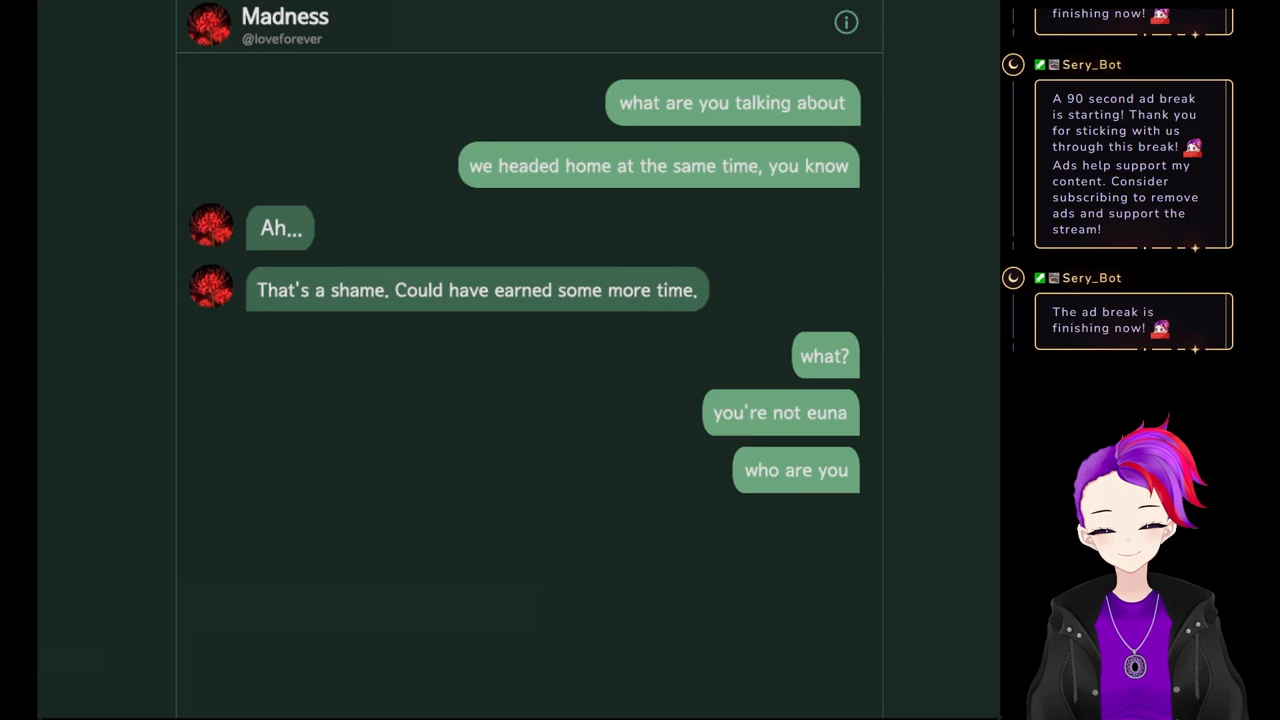 Madness
@loveforever
what are you talking about
we headed home at the same time, you know
Ah...
That's a shame. Could have earned some more time.
what?
you're not euna
who are you
finishing now!
Sery_Bot
A 90 second ad break
is starting! Thank you
for sticking with us
through this break!
Ads help support my
content. Consider
subscribing to remove
ads and support the
stream!
Sery_Bot
The ad break is
finishing now!